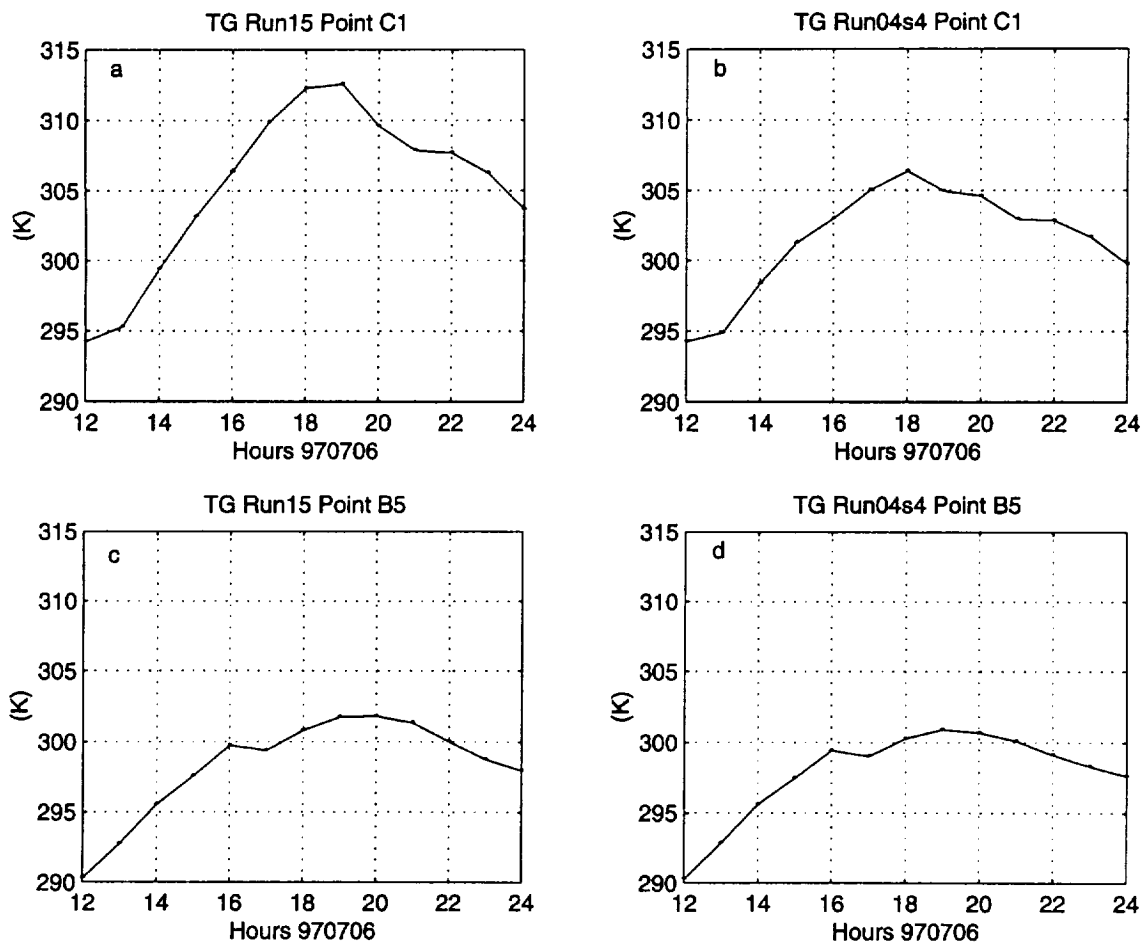 TG Run15 Point C1
a
315
310
305
300
295
290
(K)
12 14 16 18 20 22 24
Hours 970706
TG Run04s4 Point C1
b
315
310
305
300
295
290
(K)
12 14 16 18 20 22 24
Hours 970706
TG Run15 Point B5
c
315
310
305
300
295
290
(K)
12 14 16 18 20 22 24
Hours 970706
TG Run04s4 Point B5
d
315
310
305
300
295
290
(K)
12 14 16 18 20 22 24
Hours 970706